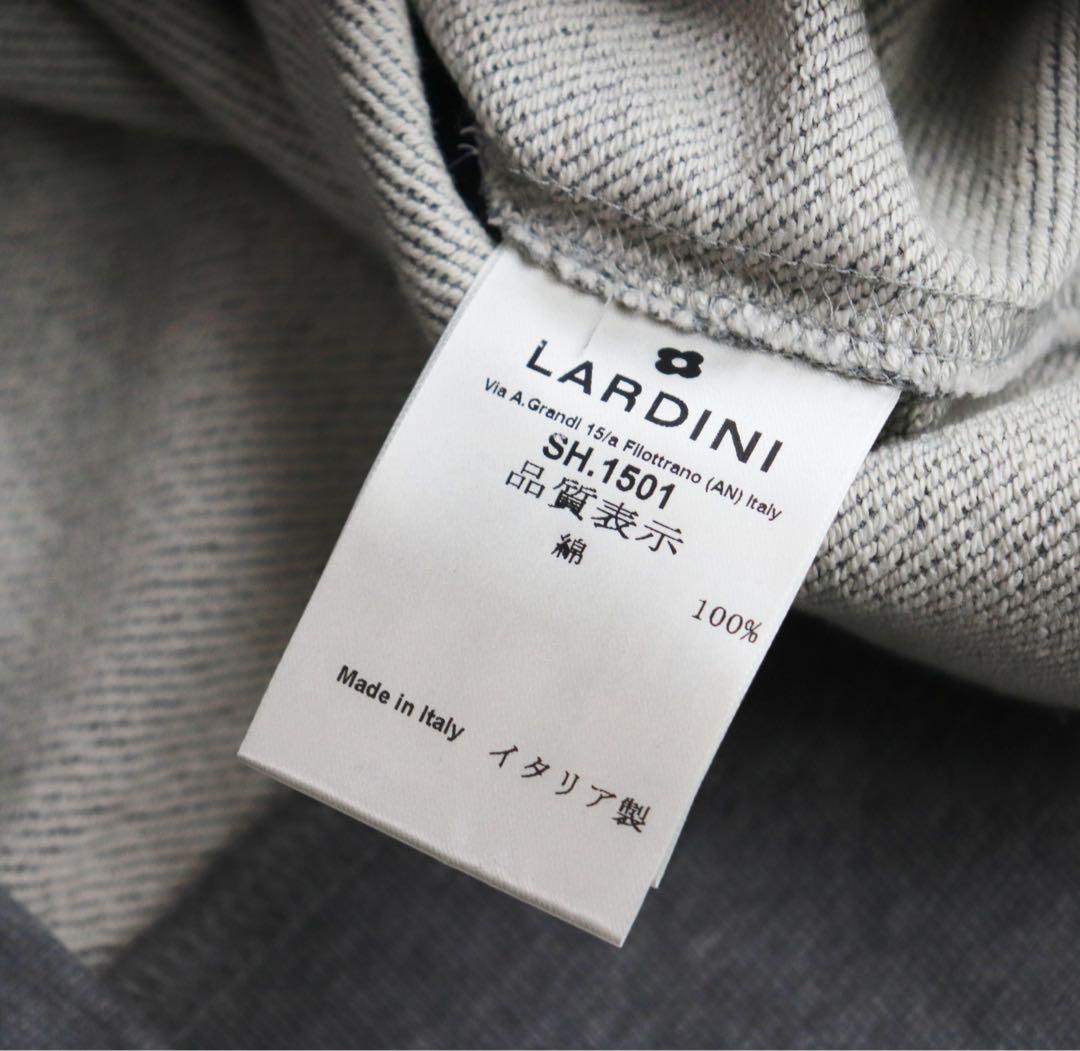 LARDINI
Via A.Grandi 15/a Filottrano (AN) Italy
SH.1501
品質表示
綿
100%
Made in Italy イタリア製